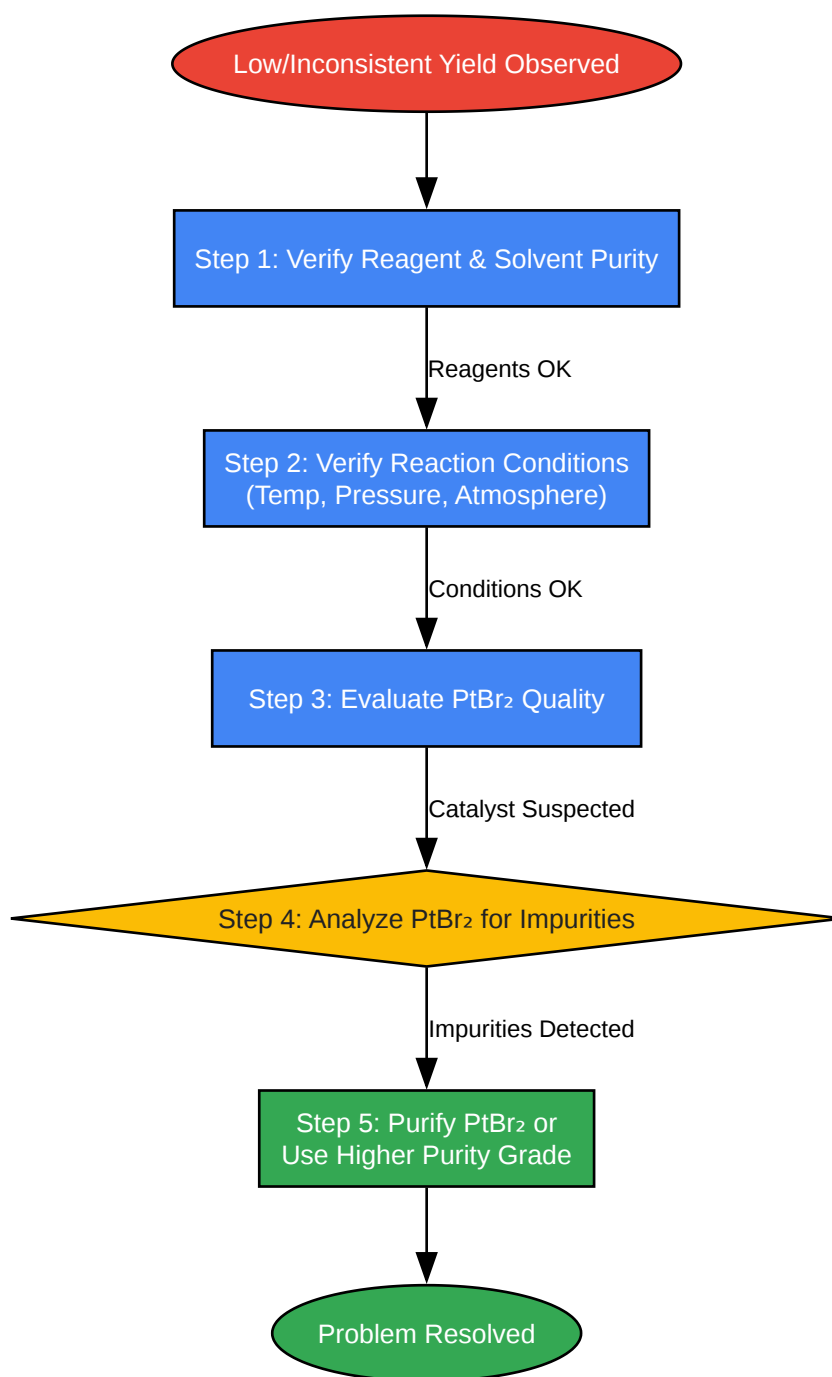 Low/Inconsistent Yield Observed
Step 1: Verify Reagent & Solvent Purity
Reagents OK
Step 2: Verify Reaction Conditions
(Temp, Pressure, Atmosphere)
Conditions OK
Step 3: Evaluate PtBr₂ Quality
Catalyst Suspected
Step 4: Analyze PtBr₂ for Impurities
Impurities Detected
Step 5: Purify PtBr₂ or
Use Higher Purity Grade
Problem Resolved